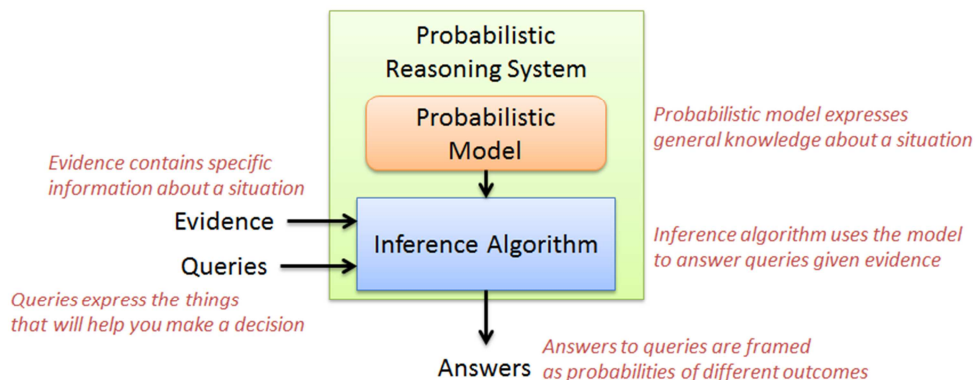 Probabilistic
Reasoning System
Probabilistic
Model
Probabilistic model expresses
general knowledge about a situation
Evidence contains specific
information about a situation
Evidence
Inference Algorithm
Inference algorithm uses the model
to answer queries given evidence
Queries
Queries express the things
that will help you make a decision
Answers
Answers to queries are framed
as probabilities of different outcomes